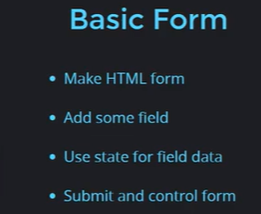 Basic Form
• Make HTML form
• Add some field
• Use state for field data
• Submit and control form